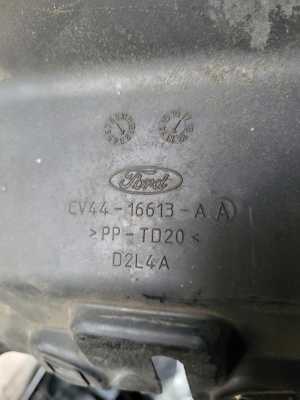 Ford
CV44-16613-A A
>PP-TD20<
D2L4A